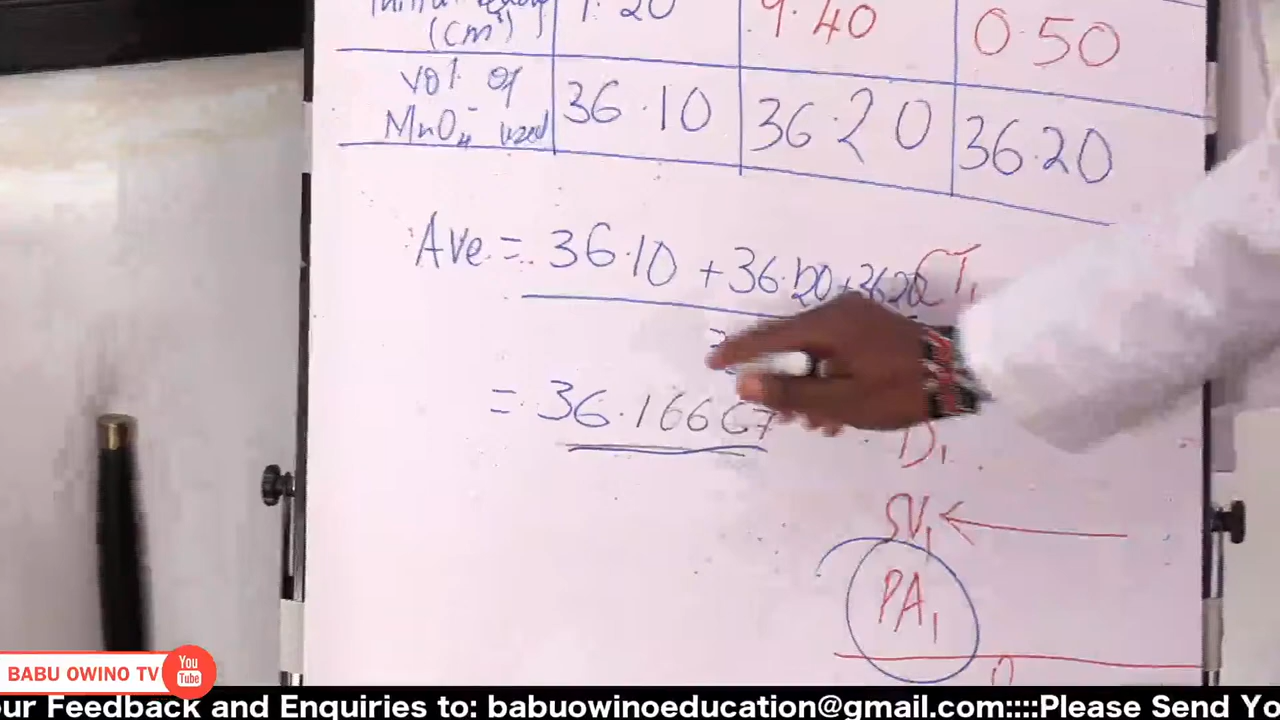 (cm³) 1.20 9.40 0.50
vol. of
MnO₄⁻ used 36.10 36.20 36.20
Ave = 36.10 + 36.20 + 36.20 CT₁
= 36.16667
D₁
SV₁
PA₁
BABU OWINO TV You Tube
our Feedback and Enquiries to: babuowinoeducation@gmail.com::::Please Send Yo